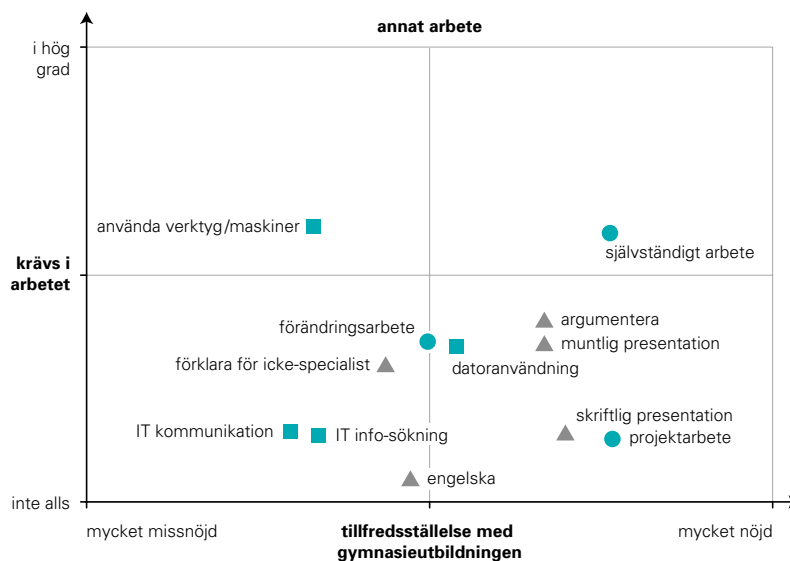 annat arbete
i hög
grad
använda verktyg/maskiner
självständigt arbete
krävs i
arbetet
argumentera
förändringsarbete
muntlig presentation
förklara för icke-specialist
datoranvändning
skriftlig presentation
IT kommunikation
IT info-sökning
projektarbete
engelska
inte alls
mycket missnöjd
tillfredsställelse med
gymnasieutbildningen
mycket nöjd